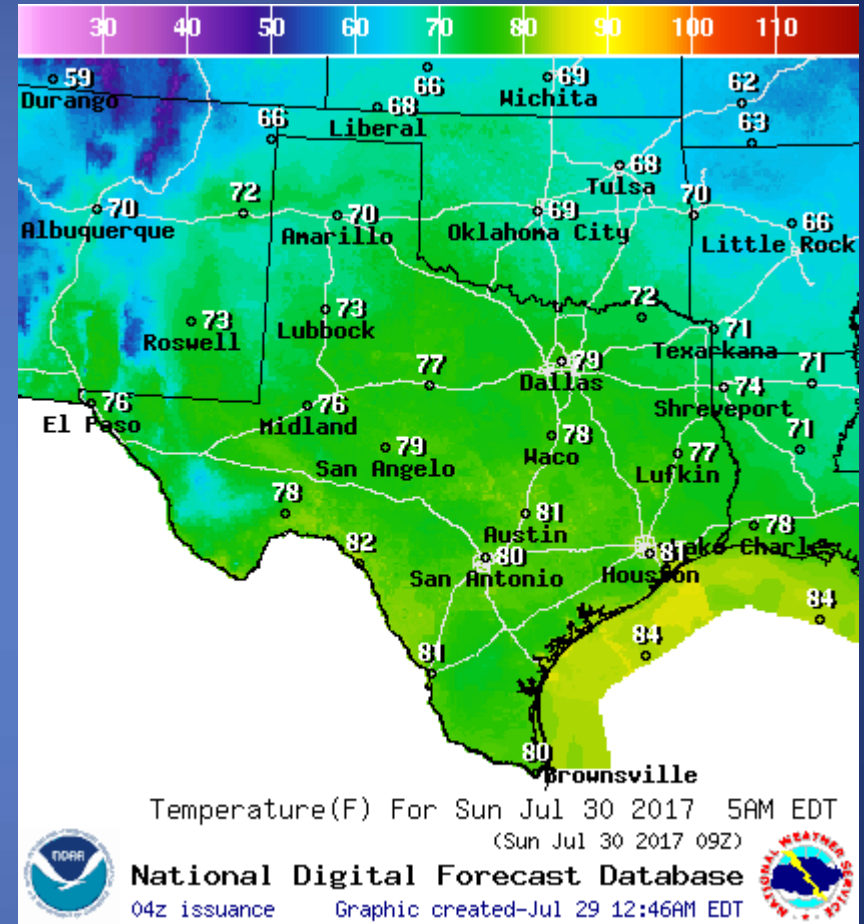 30 40 50 60 70 80 90 100 110
59 66 69 62
Durango Wichita
66 68 63
Liberal
68
Tulsa
70 72 70 69 70 66
Albuquerque Amarillo Oklahoma City Little Rock
73 73 72 71
Roswell Lubbock Texarkana
77 79 74 71
Dallas Shreveport
76 76 78 77 71
El Paso Midland Waco Lufkin
79
San Angelo
78 81 78
Austin Lake Charles
82 80 81
San Antonio Houston
84 84
81
80
Brownsville
Temperature(F) For Sun Jul 30 2017 5AM EDT
(Sun Jul 30 2017 09Z)
National Digital Forecast Database
04z issuance Graphic created-Jul 29 12:46AM EDT
NOAA
NATIONAL WEATHER SERVICE